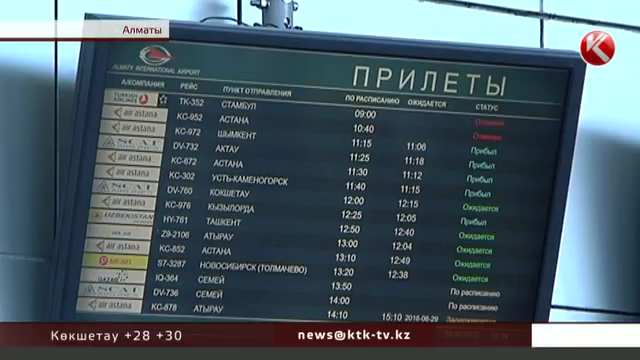 Алматы
ALMATY INTERNATIONAL AIRPORT
ПРИЛЕТЫ
А/КОМПАНИЯ РЕЙС ПУНКТ ОТПРАВЛЕНИЯ ПО РАСПИСАНИЮ ОЖИДАЕТСЯ СТАТУС
TURKISH AIRLINES TK-352 СТАМБУЛ 09:00
air astana KC-952 АСТАНА 10:40
air astana KC-972 ШЫМКЕНТ 11:15 11:06 Прибыл
SCAT DV-732 АКТАУ 11:25 11:18 Прибыл
air astana KC-672 АСТАНА 11:30 11:12 Прибыл
air astana KC-302 УСТЬ-КАМЕНОГОРСК 11:40 11:15 Прибыл
SCAT DV-760 КОКШЕТАУ 12:00 12:15 Ожидается
air astana KC-976 КЫЗЫЛОРДА 12:25 12:05 Прибыл
UZBEKISTAN HY-761 ТАШКЕНТ 12:50 12:40 Ожидается
Z9-2106 АТЫРАУ 13:00 12:04 Ожидается
air astana KC-852 АСТАНА 13:10 12:49 Ожидается
S7-3287 НОВОСИБИРСК (ТОЛМАЧЕВО) 13:20 12:38 Ожидается
QAZAQ IQ-364 СЕМЕЙ 13:50 По расписанию
SCAT DV-736 СЕМЕЙ 14:00 По расписанию
air astana KC-878 АТЫРАУ 14:10 15:10 2016-06-29 Задерживается
Көкшетау +28 +30
news@ktk-tv.kz